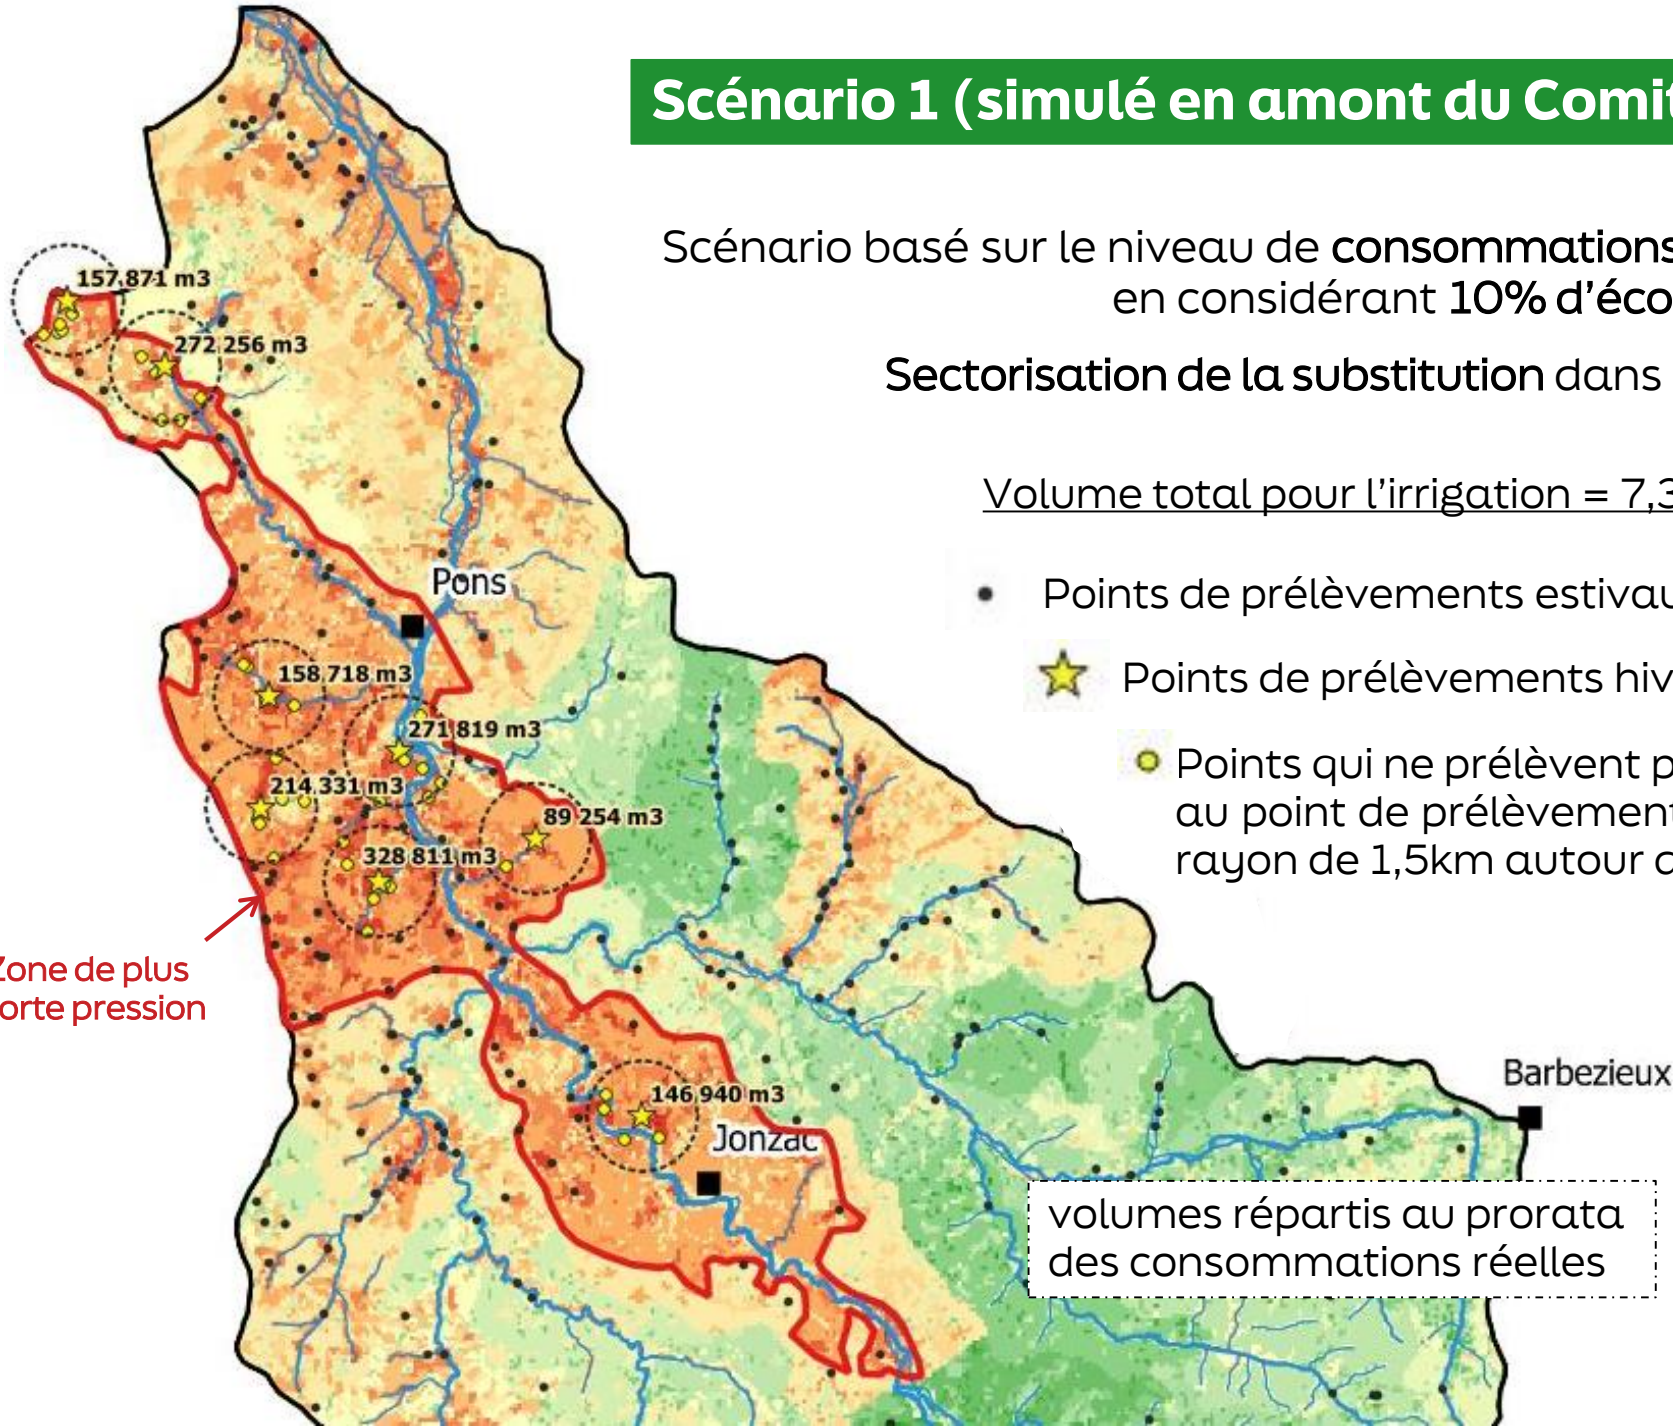 Scénario 1 (simulé en amont du Comi
Scénario basé sur le niveau de consommations
en considérant 10% d'éco
Sectorisation de la substitution dans
Volume total pour l'irrigation = 7,3
Points de prélèvements estivau
Points de prélèvements hiv
Points qui ne prélèvent p
au point de prélèvement
rayon de 1,5km autour
157 871 m3
272 256 m3
Pons
158 718 m3
271 819 m3
214 331 m3
89 254 m3
328 811 m3
Zone de plus
orte pression
146 940 m3
Jonzac
Barbezieux
volumes répartis au prorata
des consommations réelles